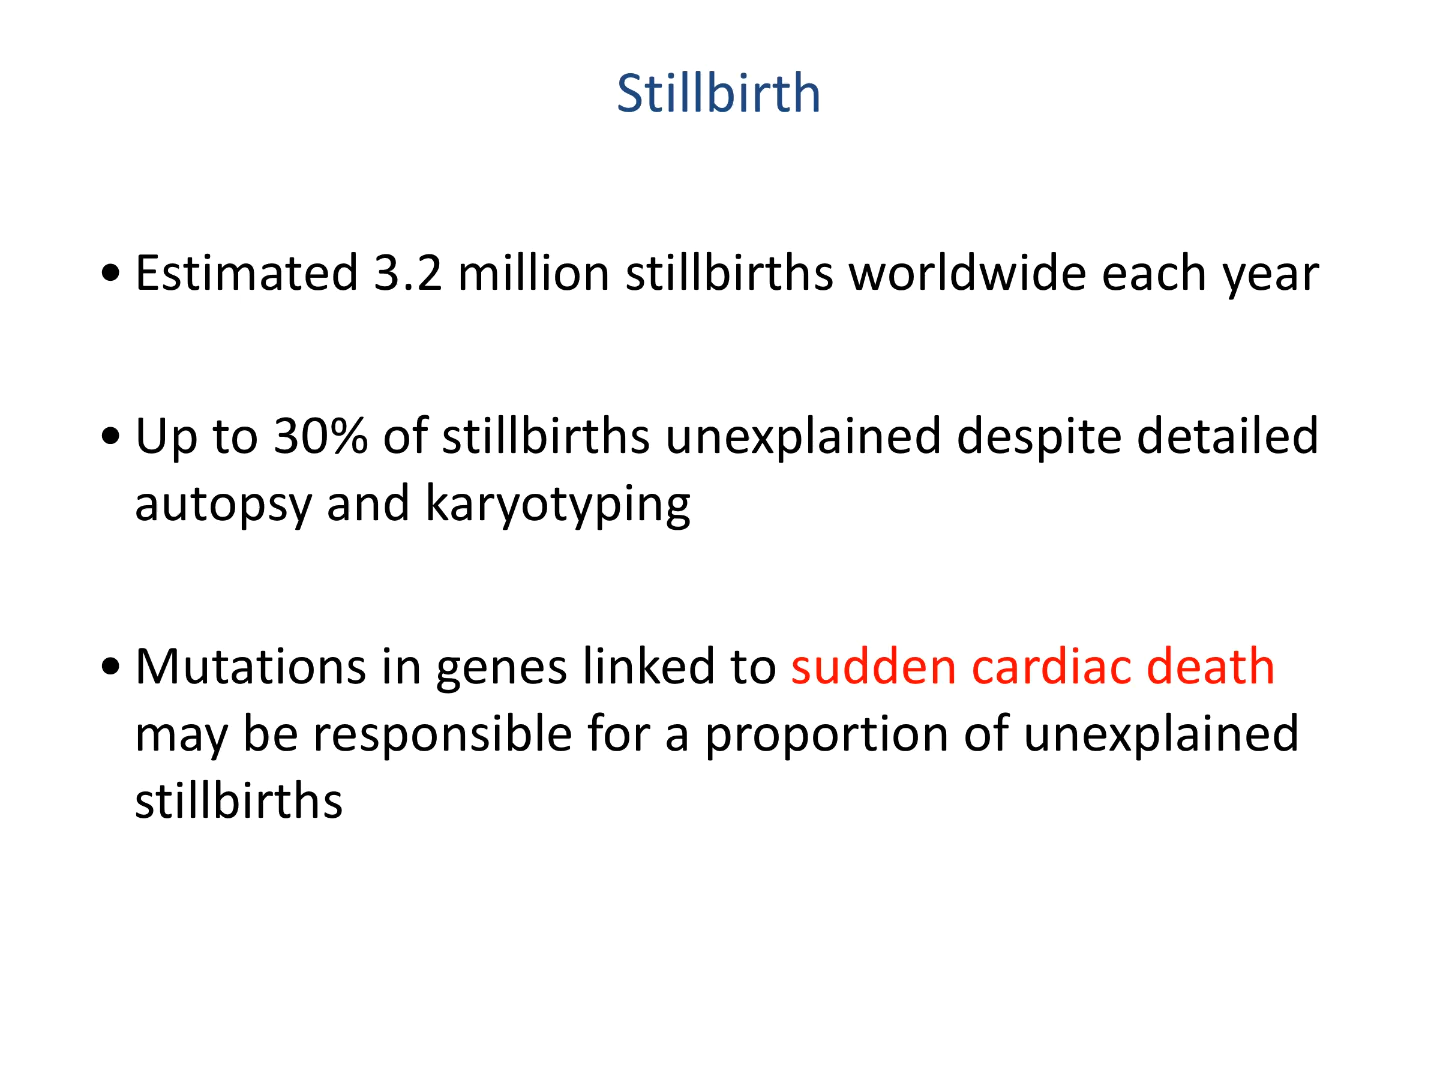 Stillbirth
• Estimated 3.2 million stillbirths worldwide each year
• Up to 30% of stillbirths unexplained despite detailed
autopsy and karyotyping
• Mutations in genes linked to sudden cardiac death
may be responsible for a proportion of unexplained
stillbirths